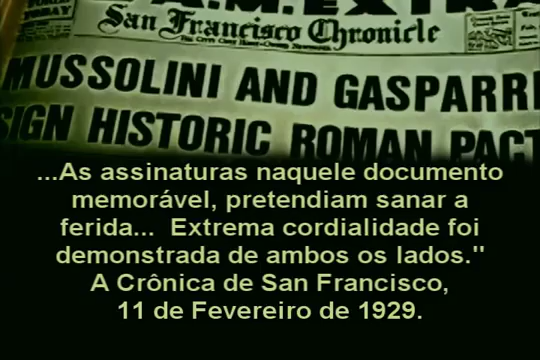 A.M. EXTRA
San Francisco Chronicle
MUSSOLINI AND GASPARRI
SIGN HISTORIC ROMAN PACT
...As assinaturas naquele documento
memorável, pretendiam sanar a
ferida... Extrema cordialidade foi
demonstrada de ambos os lados."
A Crônica de San Francisco,
11 de Fevereiro de 1929.